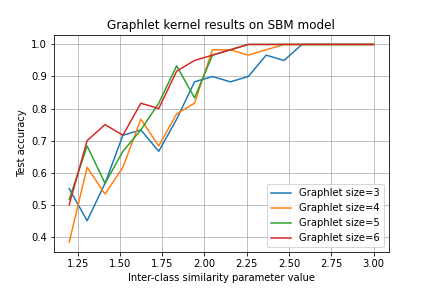 Graphlet kernel results on SBM model
Test accuracy
1.0
0.9
0.8
0.7
0.6
0.5
0.4
Graphlet size=3
Graphlet size=4
Graphlet size=5
Graphlet size=6
1.25 1.50 1.75 2.00 2.25 2.50 2.75 3.00
Inter-class similarity parameter value